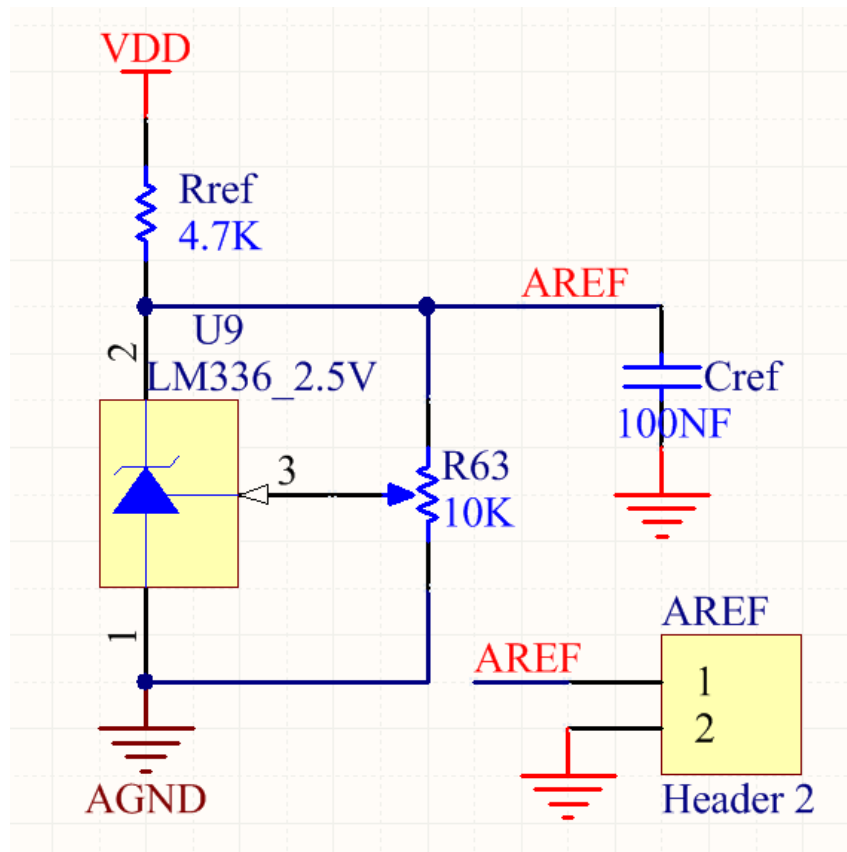 VDD
Rref
4.7K
AREF
U9
2
LM336_2.5V
Cref
100NF
3
R63
10K
1
AREF
AREF
1
2
AGND
Header 2